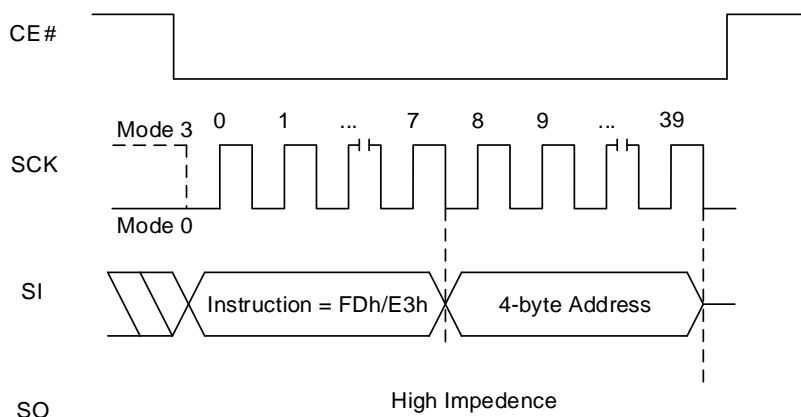 CE#
Mode 3 0 1 ... 7 8 9 ... 39
SCK
Mode 0
SI
Instruction = FDh/E3h 4-byte Address
High Impedence
SO